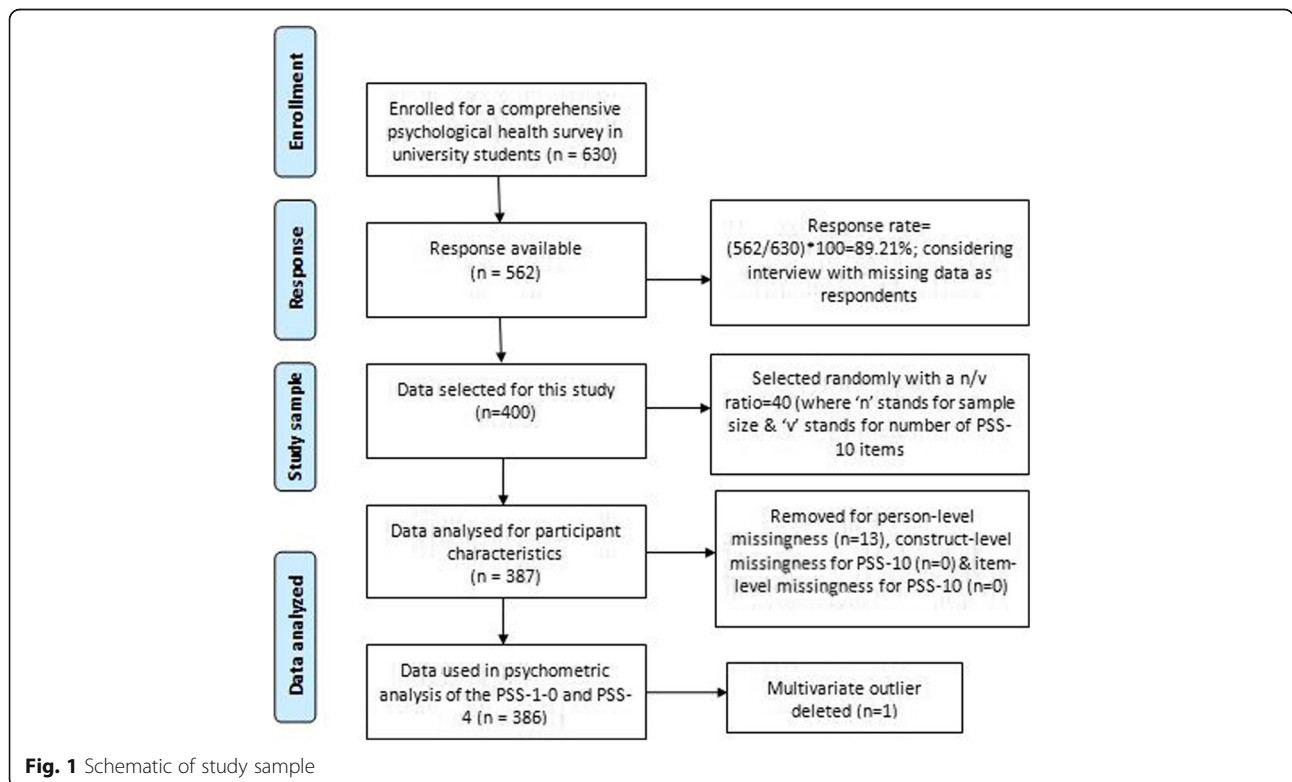 Enrollment
Enrolled for a comprehensive
psychological health survey in
university students (n = 630)
Response
Response available
(n = 562)
Response rate=
(562/630)*100=89.21%; considering
interview with missing data as
respondents
Study sample
Data selected for this study
(n=400)
Selected randomly with a n/v
ratio=40 (where ‘n’ stands for sample
size & ‘v’ stands for number of PSS-
10 items
Data analyzed
Data analysed for participant
characteristics
(n = 387)
Removed for person-level
missingness (n=13), construct-level
missingness for PSS-10 (n=0) & item-
level missingness for PSS-10 (n=0)
Data used in psychometric
analysis of the PSS-1-0 and PSS-
4 (n = 386)
Multivariate outlier
deleted (n=1)
Fig. 1 Schematic of study sample